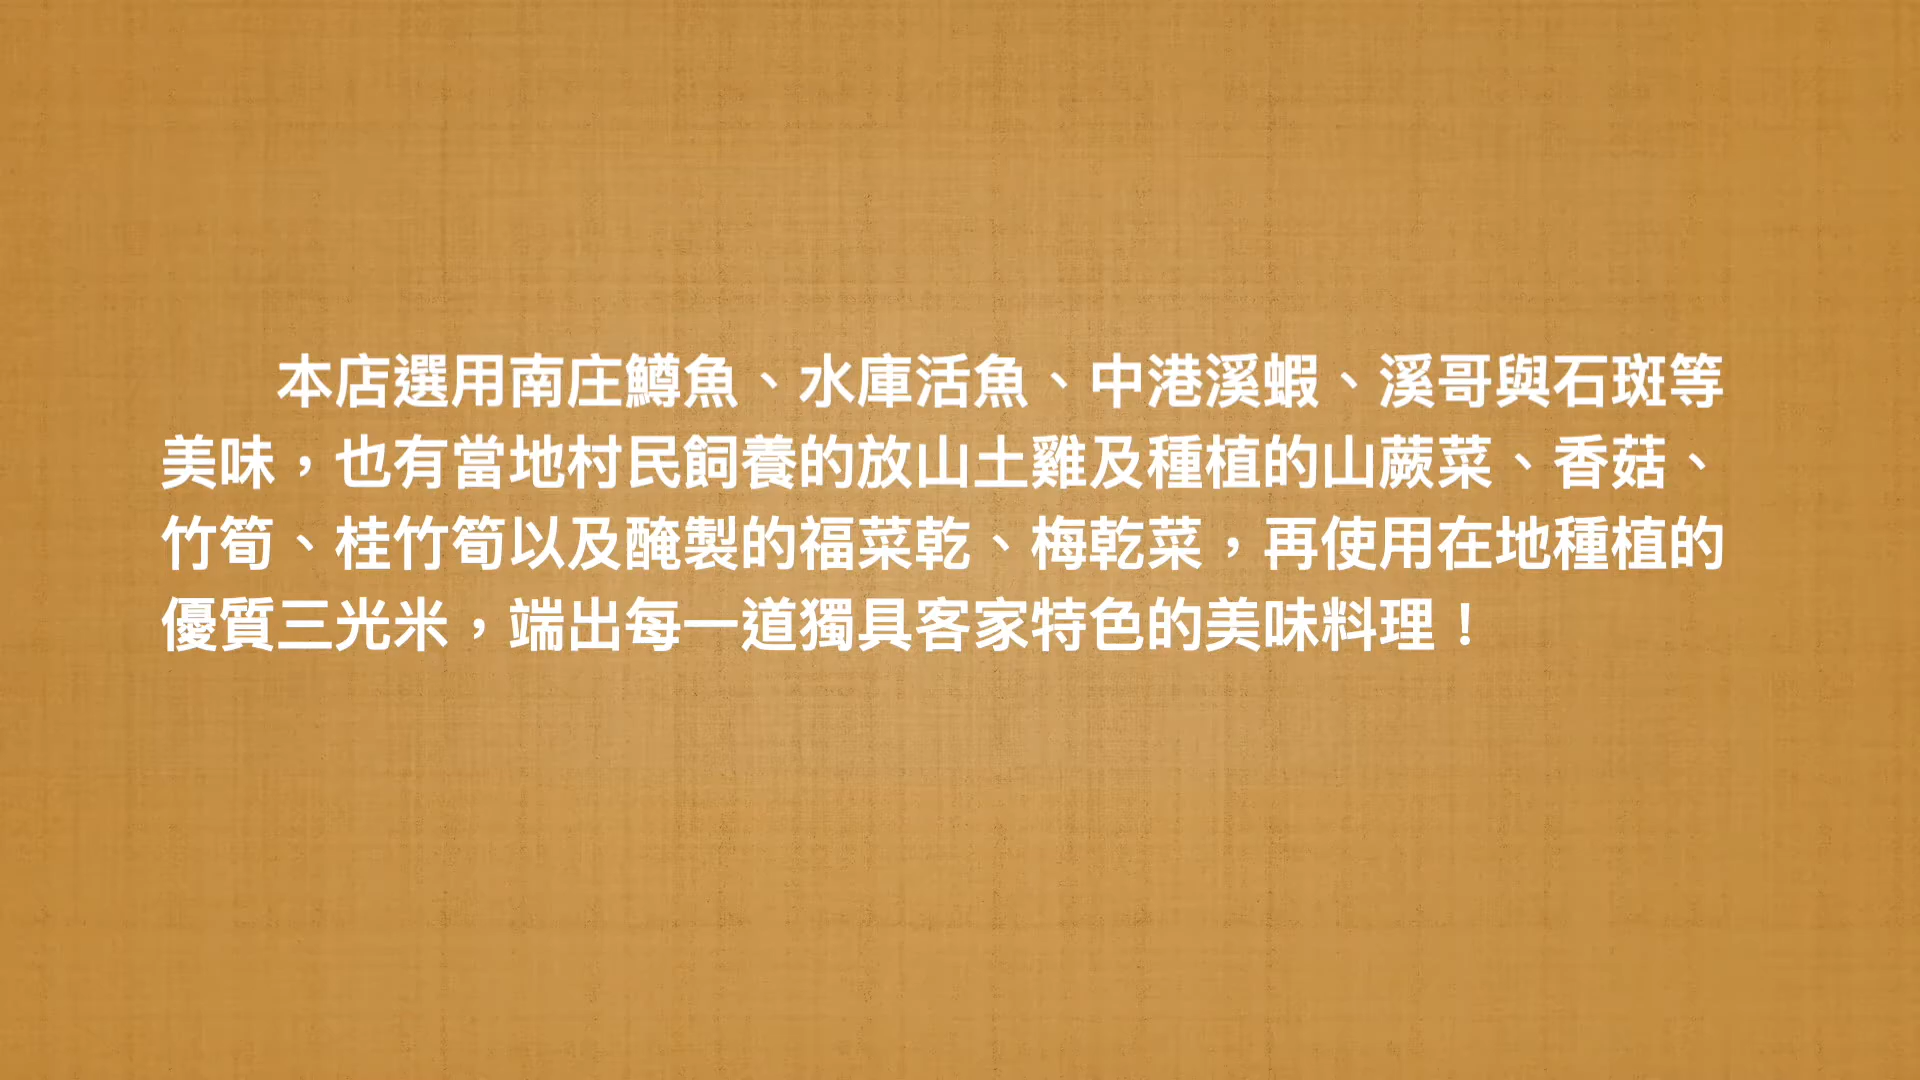 本店選用南庄鱒魚、水庫活魚、中港溪蝦、溪哥與石斑等
美味，也有當地村民飼養的放山土雞及種植的山蕨菜、香菇、
竹筍、桂竹筍以及醃製的福菜乾、梅乾菜，再使用在地種植的
優質三光米，端出每一道獨具客家特色的美味料理！